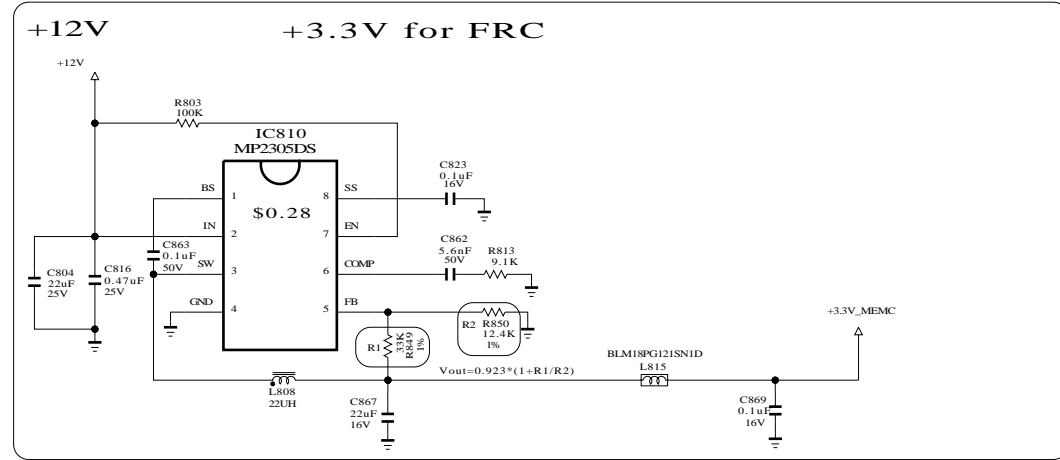 +12V
+3.3V for FRC
+12V
R803
100K
IC810
MP2305DS
$0.28
BS
1
IN
2
SW
3
GND
4
8
SS
7
EN
6
COMP
5
FB
C823
0.1uF
16V
C862
5.6nF
50V
R813
9.1K
C863
0.1uF
50V
C804
22uF
25V
C816
0.47uF
25V
R1
33K
R849
1%
R2
R850
12.4K
1%
Vout=0.923*(1+R1/R2)
L808
22UH
C867
22uF
16V
BLM18PG121SN1D
L815
+3.3V_MEMC
C869
0.1uF
16V